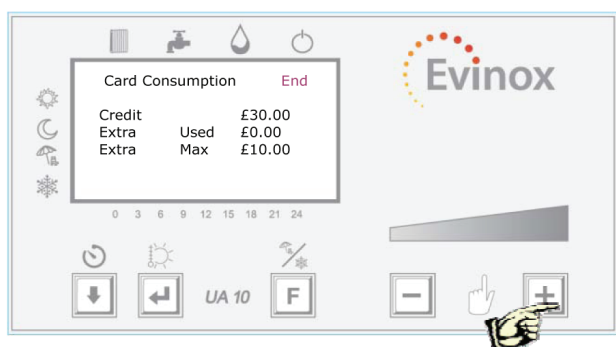 Card Consumption End
Evinox
Credit £30.00
Extra Used £0.00
Extra Max £10.00
0 3 6 9 12 15 18 21 24
UA 10 F